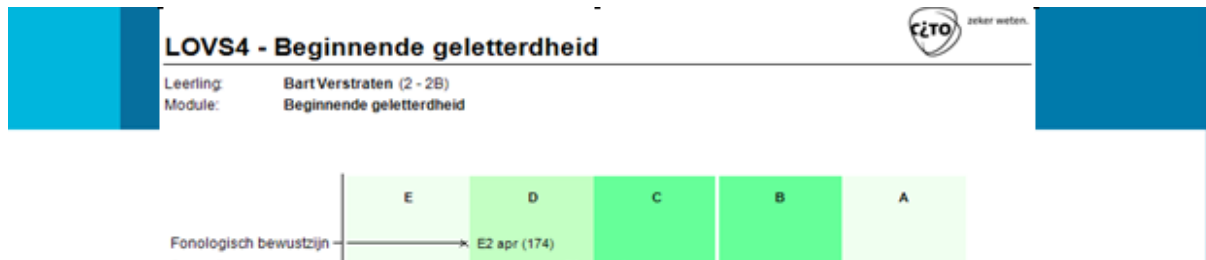 cito zeker weten.
LOVS4 - Beginnende geletterdheid
Leerling: Bart Verstraten (2 - 2B)
Module: Beginnende geletterdheid
E D C B A
Fonologisch bewustzijn E2 apr (174)